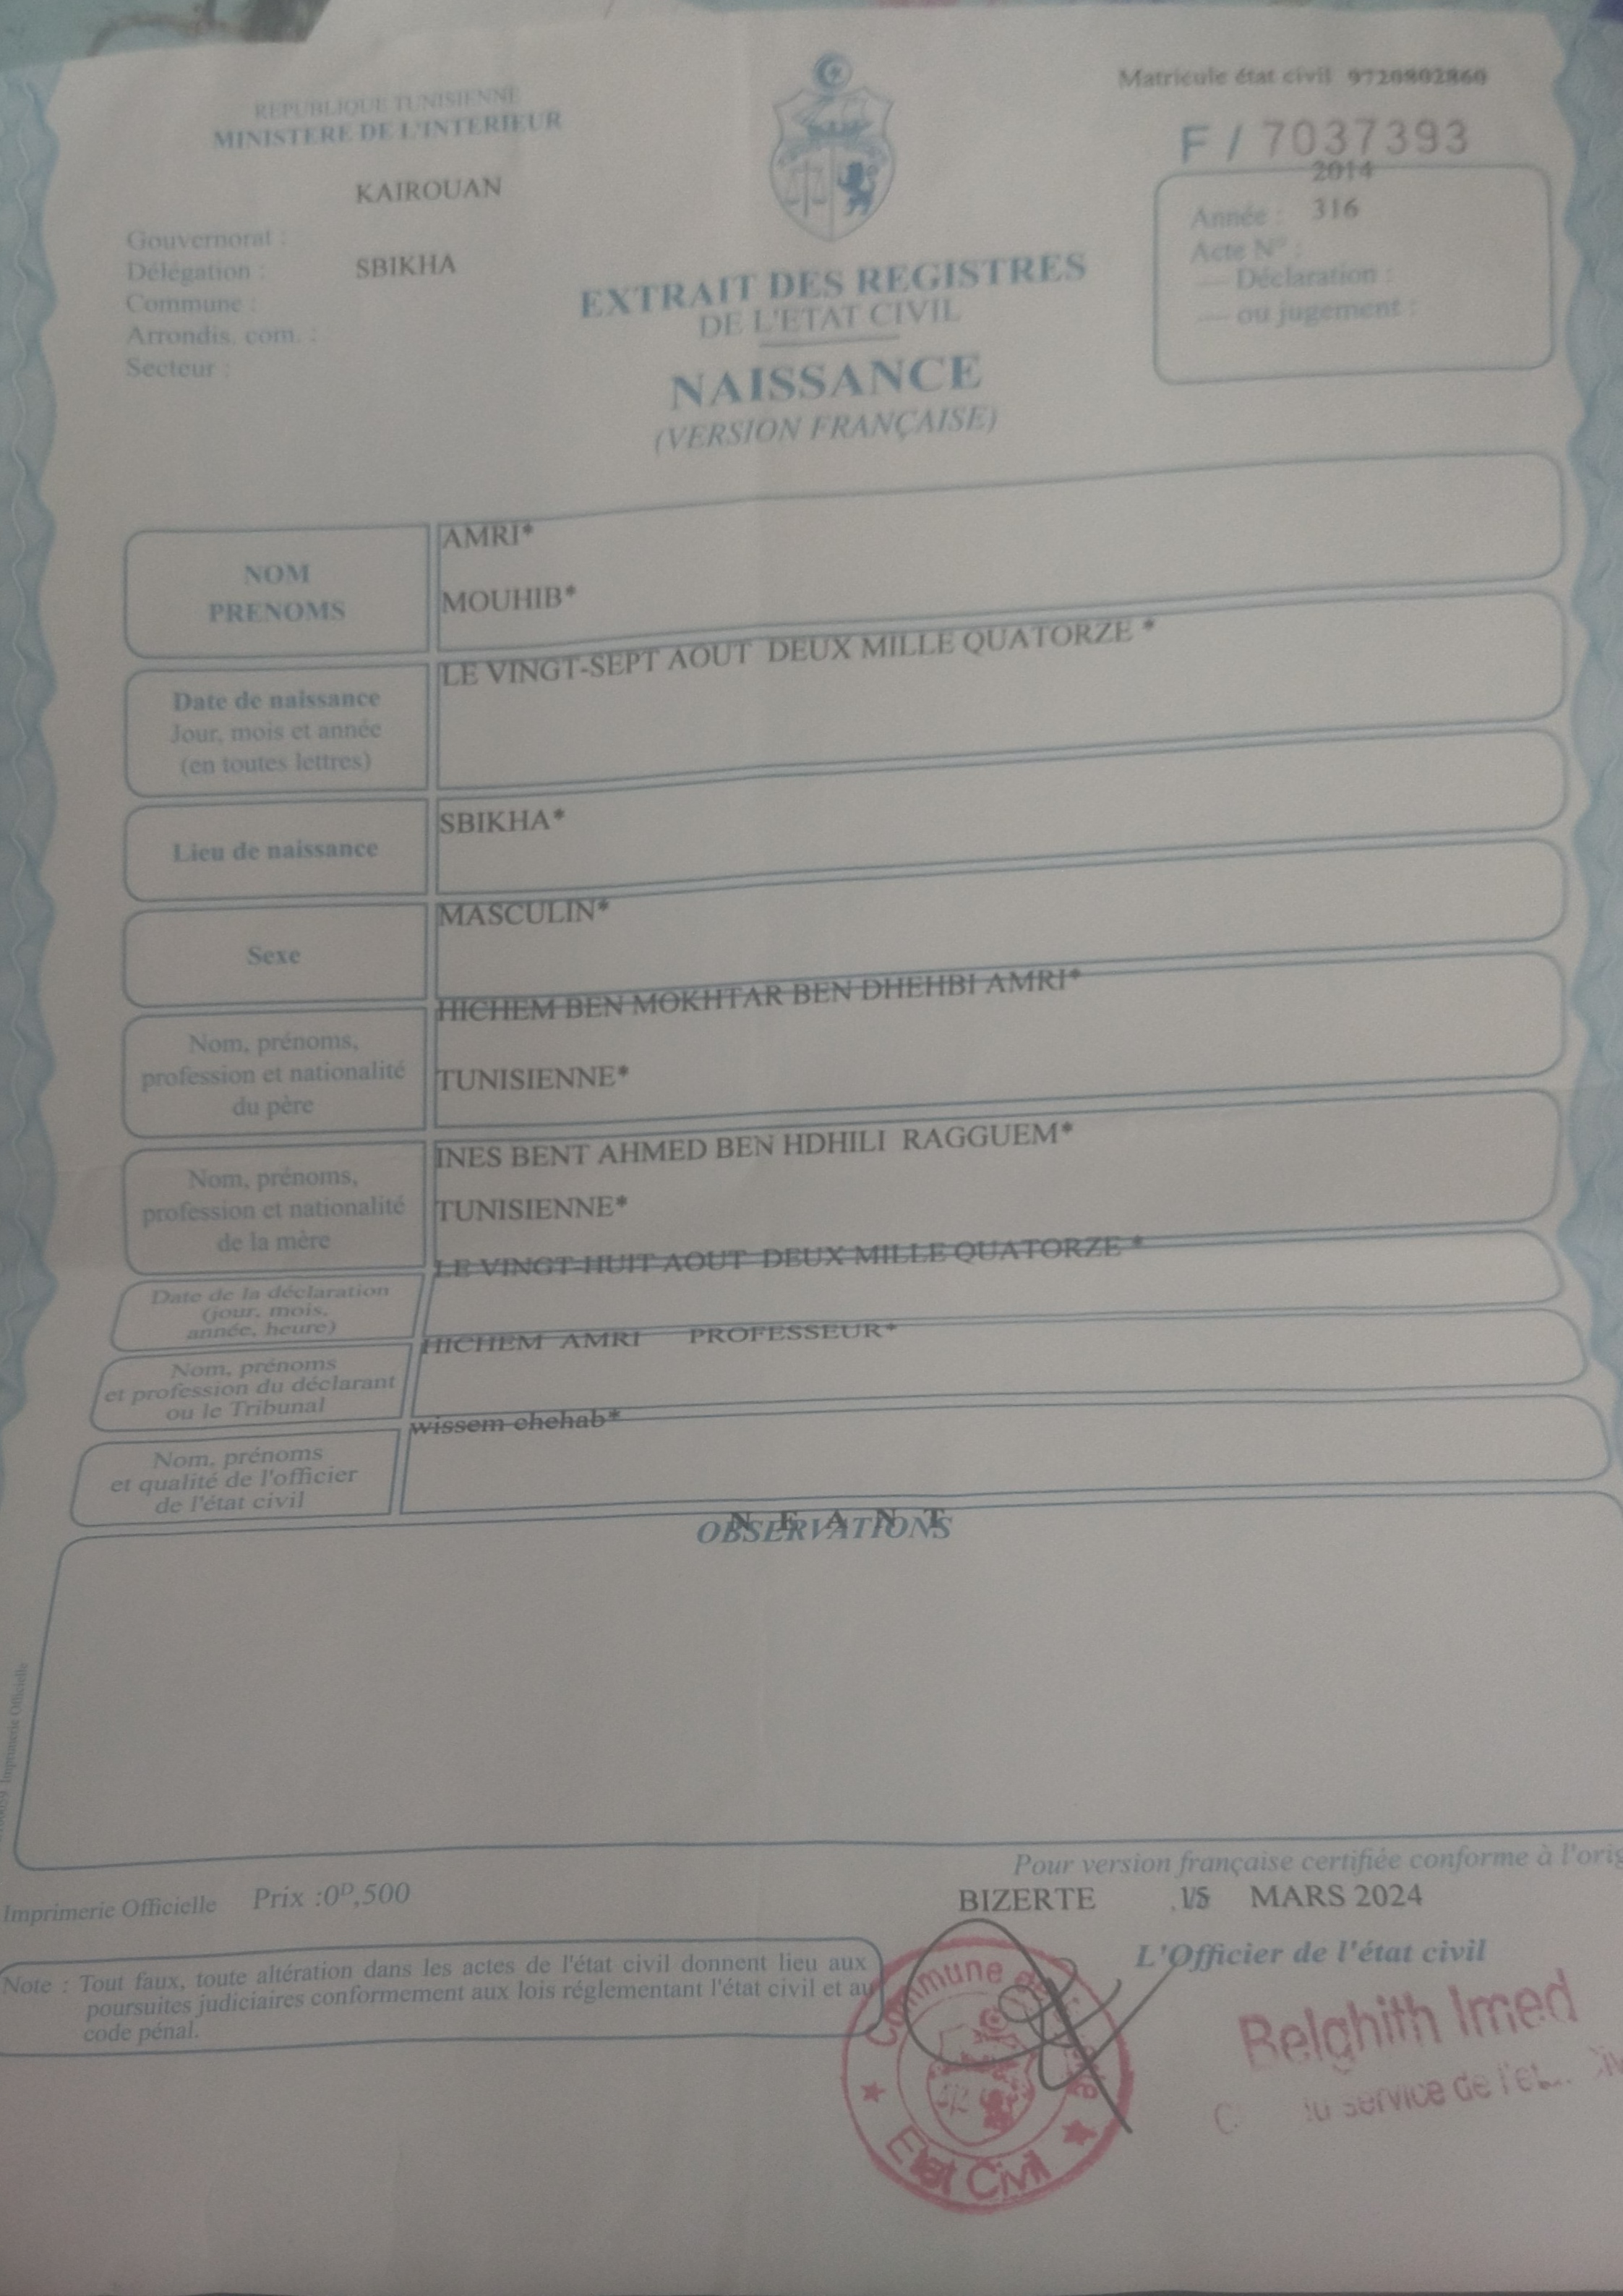 REPUBLIQUE TUNISIENNE
MINISTERE DE L'INTERIEUR
KAIROUAN
Gouvernorat :
Délégation : SBIKHA
Commune :
Arrondis. com. :
Secteur :
Matricule état civil 9720802860
F / 7037393
2014
Année : 316
Acte N° :
— Déclaration :
— ou jugement :
EXTRAIT DES REGISTRES
DE L'ETAT CIVIL
NAISSANCE
(VERSION FRANÇAISE)
NOM
PRENOMS
AMRI*
MOUHIB*
Date de naissance
Jour, mois et année
(en toutes lettres)
LE VINGT-SEPT AOUT DEUX MILLE QUATORZE *
Lieu de naissance
SBIKHA*
Sexe
MASCULIN*
Nom, prénoms,
profession et nationalité
du père
HICHEM BEN MOKHTAR BEN DHEHBI AMRI*
TUNISIENNE*
Nom, prénoms,
profession et nationalité
de la mère
INES BENT AHMED BEN HDHILI RAGGUEM*
TUNISIENNE*
Date de la déclaration
(jour, mois,
année, heure)
LE VINGT-HUIT AOUT DEUX MILLE QUATORZE *
Nom, prénoms
et profession du déclarant
ou le Tribunal
HICHEM AMRI PROFESSEUR*
Nom, prénoms
et qualité de l'officier
de l'état civil
wissem chehab*
N E A N T
OBSERVATIONS
Imprimerie Officielle
Pour version française certifiée conforme à l'orig
Imprimerie Officielle Prix :0ᴰ,500
BIZERTE MARS 2024
L'Officier de l'état civil
Note : Tout faux, toute altération dans les actes de l'état civil donnent lieu aux
poursuites judiciaires conformement aux lois réglementant l'état civil et au
code pénal.
Commune
Etat Civil
Belghith Imed
service de l'